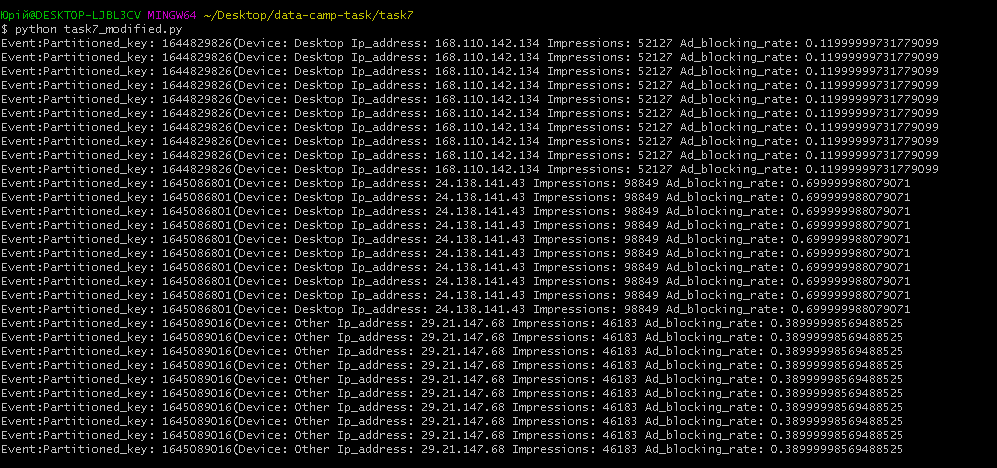 Юрій@DESKTOP-LJBL3CV MINGW64 ~/Desktop/data-camp-task/task7
$ python task7_modified.py
Event:Partitioned_key: 1644829826(Device: Desktop Ip_address: 168.110.142.134 Impressions: 52127 Ad_blocking_rate: 0.11999999731779099
Event:Partitioned_key: 1644829826(Device: Desktop Ip_address: 168.110.142.134 Impressions: 52127 Ad_blocking_rate: 0.11999999731779099
Event:Partitioned_key: 1644829826(Device: Desktop Ip_address: 168.110.142.134 Impressions: 52127 Ad_blocking_rate: 0.11999999731779099
Event:Partitioned_key: 1644829826(Device: Desktop Ip_address: 168.110.142.134 Impressions: 52127 Ad_blocking_rate: 0.11999999731779099
Event:Partitioned_key: 1644829826(Device: Desktop Ip_address: 168.110.142.134 Impressions: 52127 Ad_blocking_rate: 0.11999999731779099
Event:Partitioned_key: 1644829826(Device: Desktop Ip_address: 168.110.142.134 Impressions: 52127 Ad_blocking_rate: 0.11999999731779099
Event:Partitioned_key: 1644829826(Device: Desktop Ip_address: 168.110.142.134 Impressions: 52127 Ad_blocking_rate: 0.11999999731779099
Event:Partitioned_key: 1644829826(Device: Desktop Ip_address: 168.110.142.134 Impressions: 52127 Ad_blocking_rate: 0.11999999731779099
Event:Partitioned_key: 1644829826(Device: Desktop Ip_address: 168.110.142.134 Impressions: 52127 Ad_blocking_rate: 0.11999999731779099
Event:Partitioned_key: 1644829826(Device: Desktop Ip_address: 168.110.142.134 Impressions: 52127 Ad_blocking_rate: 0.11999999731779099
Event:Partitioned_key: 1645086801(Device: Desktop Ip_address: 24.138.141.43 Impressions: 98849 Ad_blocking_rate: 0.699999988079071
Event:Partitioned_key: 1645086801(Device: Desktop Ip_address: 24.138.141.43 Impressions: 98849 Ad_blocking_rate: 0.699999988079071
Event:Partitioned_key: 1645086801(Device: Desktop Ip_address: 24.138.141.43 Impressions: 98849 Ad_blocking_rate: 0.699999988079071
Event:Partitioned_key: 1645086801(Device: Desktop Ip_address: 24.138.141.43 Impressions: 98849 Ad_blocking_rate: 0.699999988079071
Event:Partitioned_key: 1645086801(Device: Desktop Ip_address: 24.138.141.43 Impressions: 98849 Ad_blocking_rate: 0.699999988079071
Event:Partitioned_key: 1645086801(Device: Desktop Ip_address: 24.138.141.43 Impressions: 98849 Ad_blocking_rate: 0.699999988079071
Event:Partitioned_key: 1645086801(Device: Desktop Ip_address: 24.138.141.43 Impressions: 98849 Ad_blocking_rate: 0.699999988079071
Event:Partitioned_key: 1645086801(Device: Desktop Ip_address: 24.138.141.43 Impressions: 98849 Ad_blocking_rate: 0.699999988079071
Event:Partitioned_key: 1645086801(Device: Desktop Ip_address: 24.138.141.43 Impressions: 98849 Ad_blocking_rate: 0.699999988079071
Event:Partitioned_key: 1645086801(Device: Desktop Ip_address: 24.138.141.43 Impressions: 98849 Ad_blocking_rate: 0.699999988079071
Event:Partitioned_key: 1645089016(Device: Other Ip_address: 29.21.147.68 Impressions: 46183 Ad_blocking_rate: 0.38999998569488525
Event:Partitioned_key: 1645089016(Device: Other Ip_address: 29.21.147.68 Impressions: 46183 Ad_blocking_rate: 0.38999998569488525
Event:Partitioned_key: 1645089016(Device: Other Ip_address: 29.21.147.68 Impressions: 46183 Ad_blocking_rate: 0.38999998569488525
Event:Partitioned_key: 1645089016(Device: Other Ip_address: 29.21.147.68 Impressions: 46183 Ad_blocking_rate: 0.38999998569488525
Event:Partitioned_key: 1645089016(Device: Other Ip_address: 29.21.147.68 Impressions: 46183 Ad_blocking_rate: 0.38999998569488525
Event:Partitioned_key: 1645089016(Device: Other Ip_address: 29.21.147.68 Impressions: 46183 Ad_blocking_rate: 0.38999998569488525
Event:Partitioned_key: 1645089016(Device: Other Ip_address: 29.21.147.68 Impressions: 46183 Ad_blocking_rate: 0.38999998569488525
Event:Partitioned_key: 1645089016(Device: Other Ip_address: 29.21.147.68 Impressions: 46183 Ad_blocking_rate: 0.38999998569488525
Event:Partitioned_key: 1645089016(Device: Other Ip_address: 29.21.147.68 Impressions: 46183 Ad_blocking_rate: 0.38999998569488525
Event:Partitioned_key: 1645089016(Device: Other Ip_address: 29.21.147.68 Impressions: 46183 Ad_blocking_rate: 0.38999998569488525